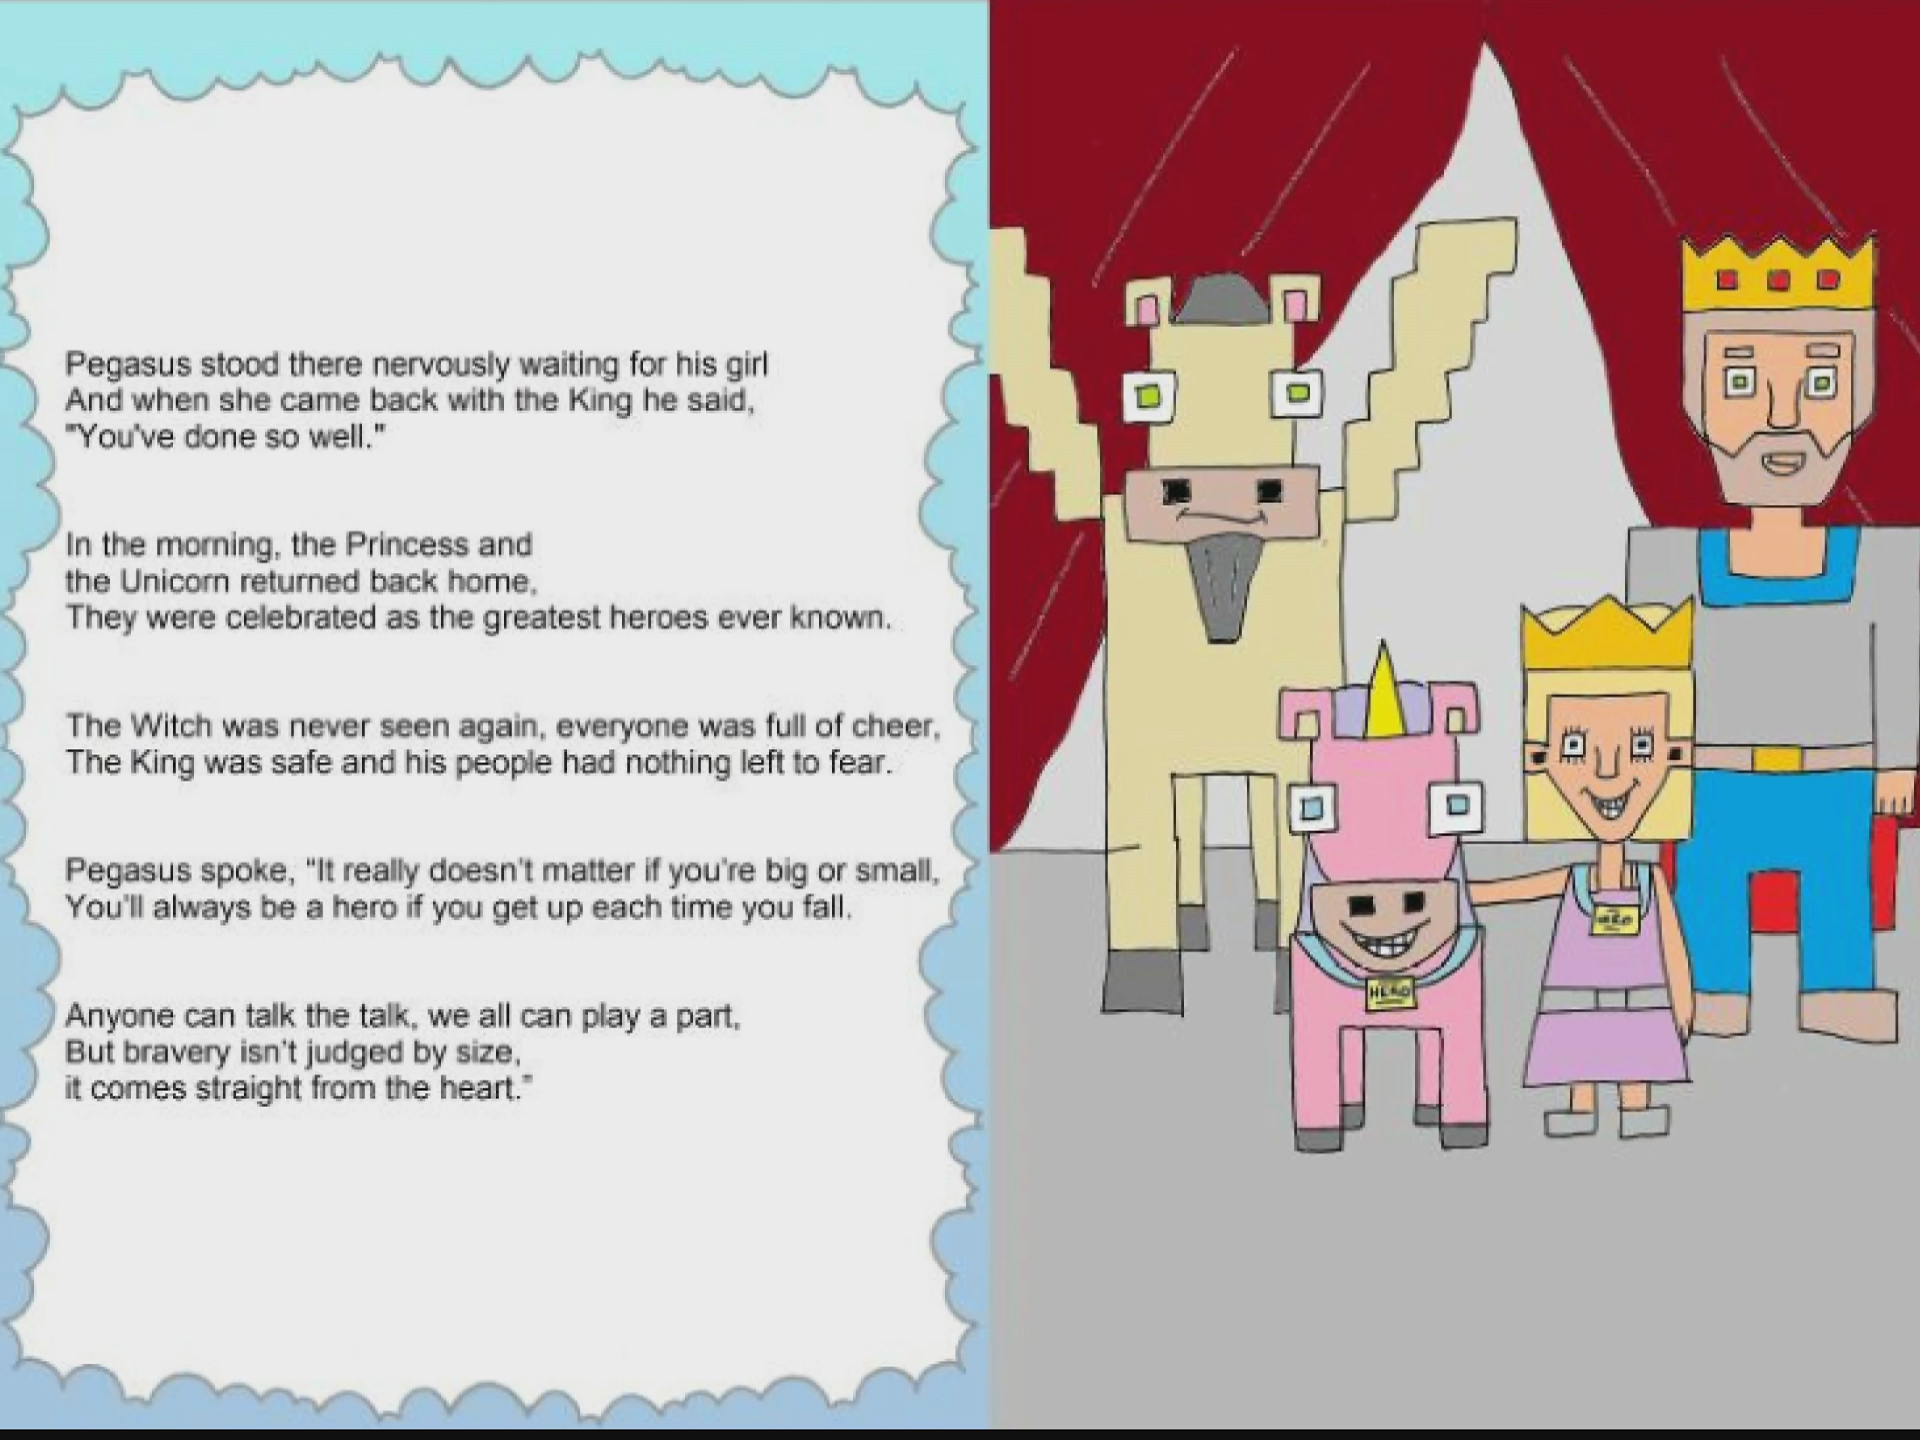 Pegasus stood there nervously waiting for his girl
And when she came back with the King he said,
"You've done so well."
In the morning, the Princess and
the Unicorn returned back home,
They were celebrated as the greatest heroes ever known.
The Witch was never seen again, everyone was full of cheer,
The King was safe and his people had nothing left to fear.
Pegasus spoke, "It really doesn't matter if you're big or small,
You'll always be a hero if you get up each time you fall.
Anyone can talk the talk, we all can play a part,
But bravery isn't judged by size,
it comes straight from the heart."
HERO
HERO